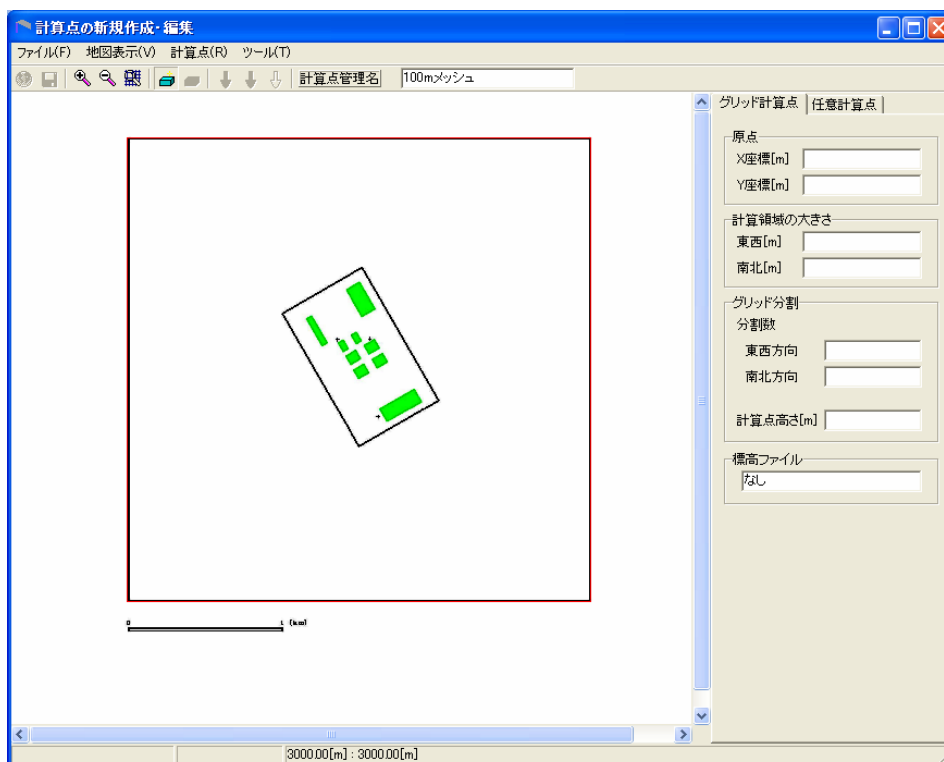 計算点の新規作成・編集
ファイル(F) 地図表示(V) 計算点(R) ツール(T)
計算点管理名 100mメッシュ
グリッド計算点 任意計算点
原点
X座標[m]
Y座標[m]
計算領域の大きさ
東西[m]
南北[m]
グリッド分割
分割数
東西方向
南北方向
計算点高さ[m]
標高ファイル
なし
0 1 (km)
3000.00[m] : 3000.00[m]